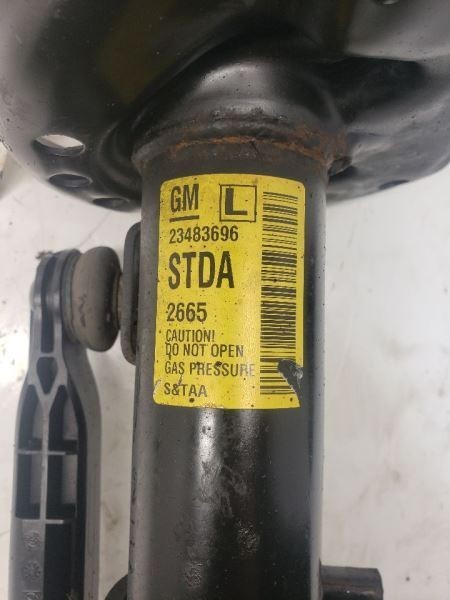 GM L
23483696
STDA
2665
CAUTION!
DO NOT OPEN
GAS PRESSURE
S&TAA